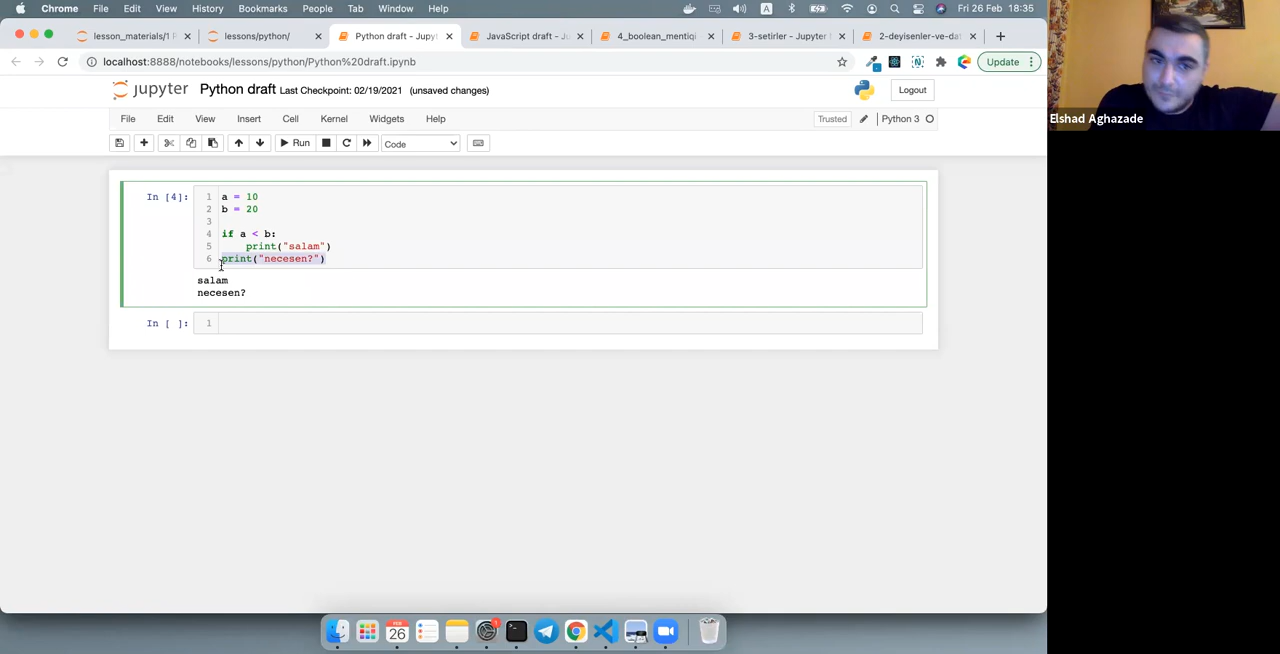 Chrome File Edit View History Bookmarks People Tab Window Help
A Fri 26 Feb 18:35
lesson_materials/1 lessons/python/ Python draft - Jupyt JavaScript draft - Ju 4_boolean_mentiqi 3-setirler - Jupyter 2-deyisenler-ve-dat
localhost:8888/notebooks/lessons/python/Python%20draft.ipynb
Update
jupyter Python draft Last Checkpoint: 02/19/2021 (unsaved changes)
Logout
File Edit View Insert Cell Kernel Widgets Help
Trusted Python 3
Run Code
In [4]:
1 a = 10
2 b = 20
3
4 if a < b:
5 print("salam")
6 print("necesen?")
salam
necesen?
In [ ]: 1
Elshad Aghazade
FEB
26
1